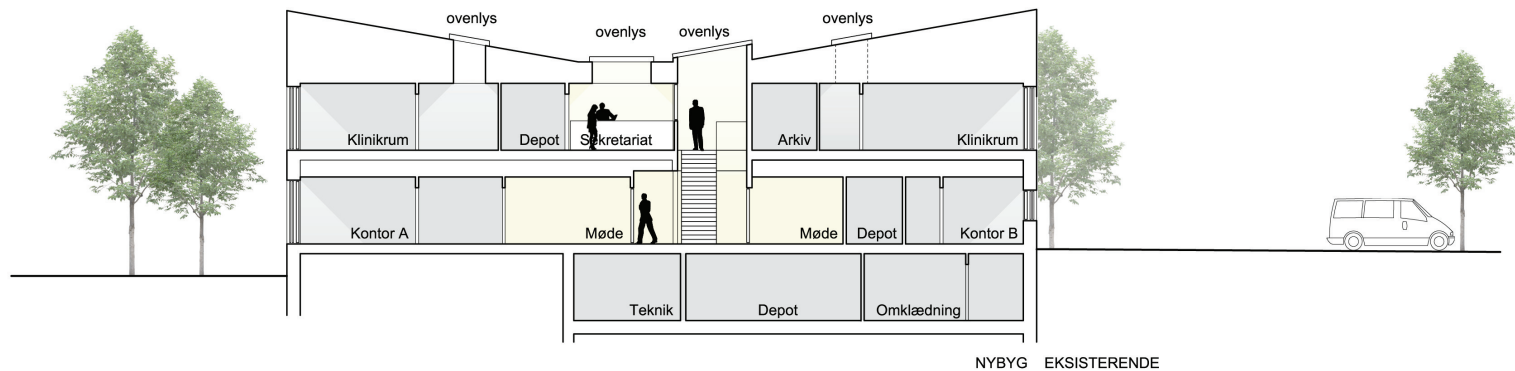 ovenlys
ovenlys
ovenlys
ovenlys
Klinikrum
Depot
Sekretariat
Arkiv
Klinikrum
Kontor A
Møde
Møde
Depot
Kontor B
Teknik
Depot
Omklædning
NYBYG EKSISTERENDE